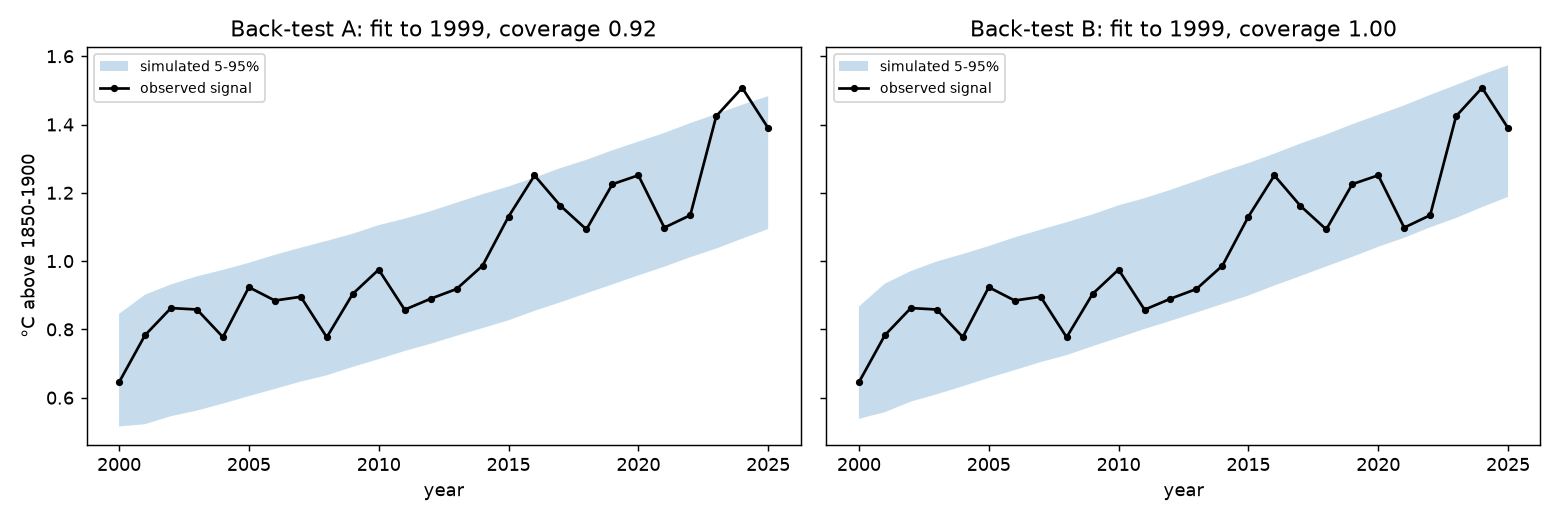 Back-test A: fit to 1999, coverage 0.92
simulated 5-95%
observed signal
1.6
1.4
1.2
1.0
0.8
0.6
°C above 1850-1900
2000 2005 2010 2015 2020 2025
year
Back-test B: fit to 1999, coverage 1.00
simulated 5-95%
observed signal
2000 2005 2010 2015 2020 2025
year